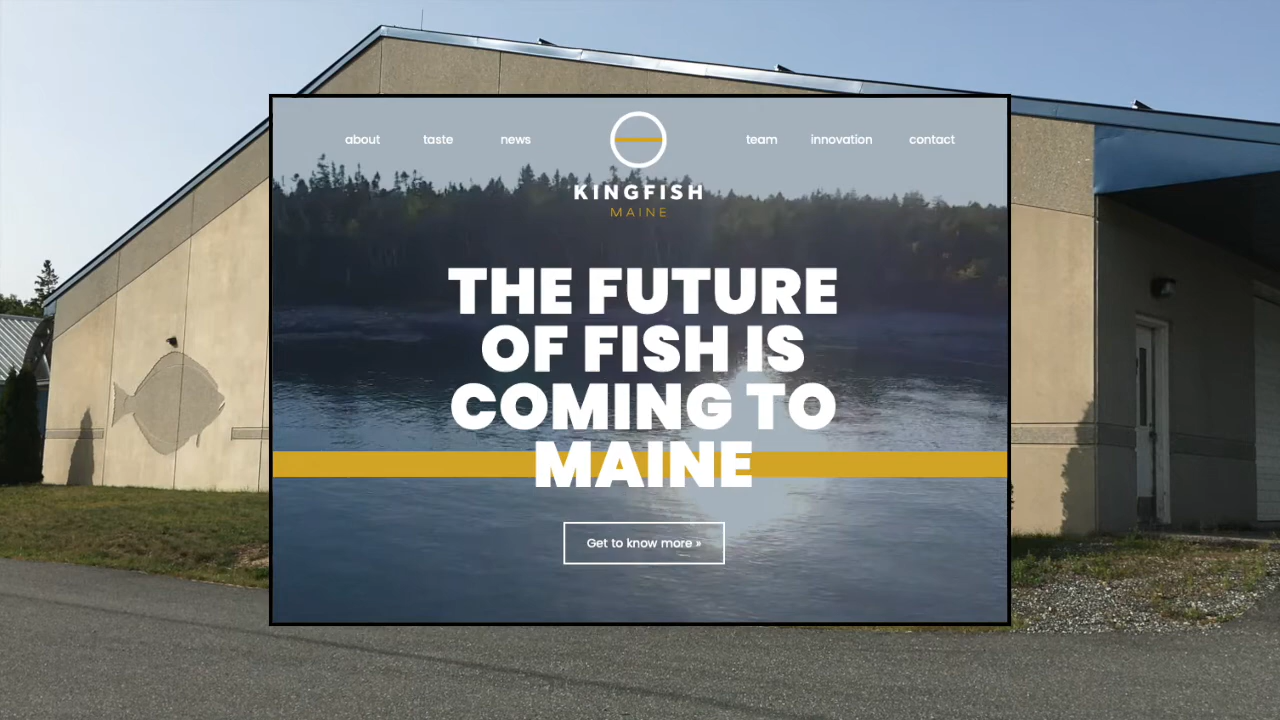 about taste news team innovation contact
KINGFISH
MAINE
THE FUTURE
OF FISH IS
COMING TO
MAINE
Get to know more »